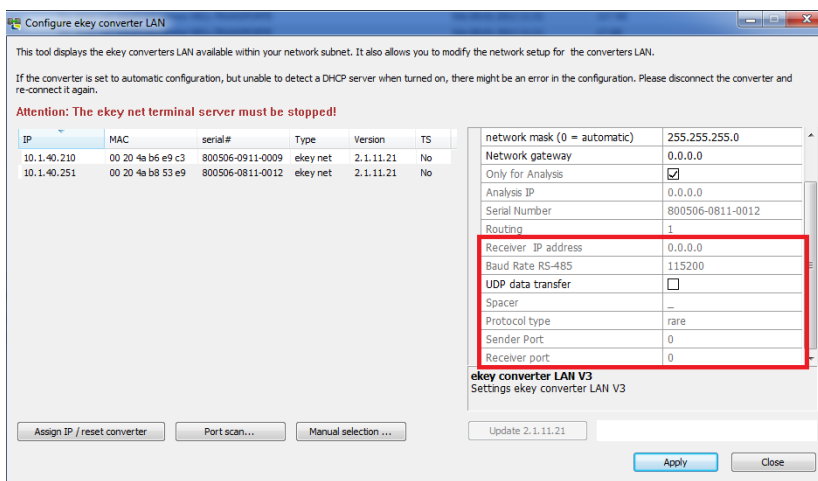 Configure ekey converter LAN
This tool displays the ekey converters LAN available within your network subnet. It also allows you to modify the network setup for the converters LAN.
If the converter is set to automatic configuration, but unable to detect a DHCP server when turned on, there might be an error in the configuration. Please disconnect the converter and
re-connect it again.
Attention: The ekey net terminal server must be stopped!
IP MAC serial# Type Version TS
10.1.40.210 00 20 4a b6 e9 c3 800506-0911-0009 ekey net 2.1.11.21 No
10.1.40.251 00 20 4a b8 53 e9 800506-0811-0012 ekey net 2.1.11.21 No
network mask (0 = automatic) 255.255.255.0
Network gateway 0.0.0.0
Only for Analysis
Analysis IP 0.0.0.0
Serial Number 800506-0811-0012
Routing 1
Receiver IP address 0.0.0.0
Baud Rate RS-485 115200
UDP data transfer
Spacer _
Protocol type rare
Sender Port 0
Receiver port 0
ekey converter LAN V3
Settings ekey converter LAN V3
Assign IP / reset converter Port scan... Manual selection ... Update 2.1.11.21
Apply Close